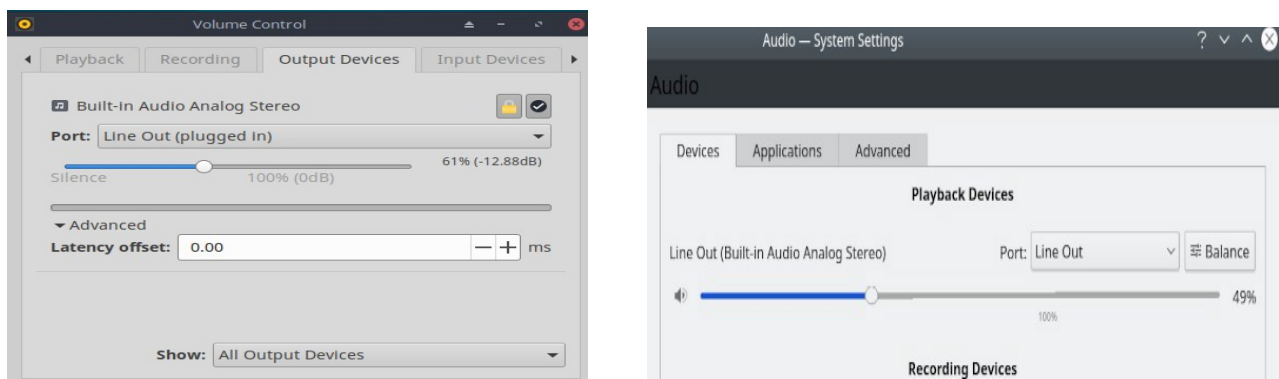 Volume Control
Playback Recording Output Devices Input Devices
Built-in Audio Analog Stereo
Port: Line Out (plugged in)
61% (-12.88dB)
Silence 100% (0dB)
Advanced
Latency offset: 0.00 ms
Show: All Output Devices
Audio — System Settings
Audio
Devices Applications Advanced
Playback Devices
Line Out (Built-in Audio Analog Stereo) Port: Line Out Balance
49%
100%
Recording Devices